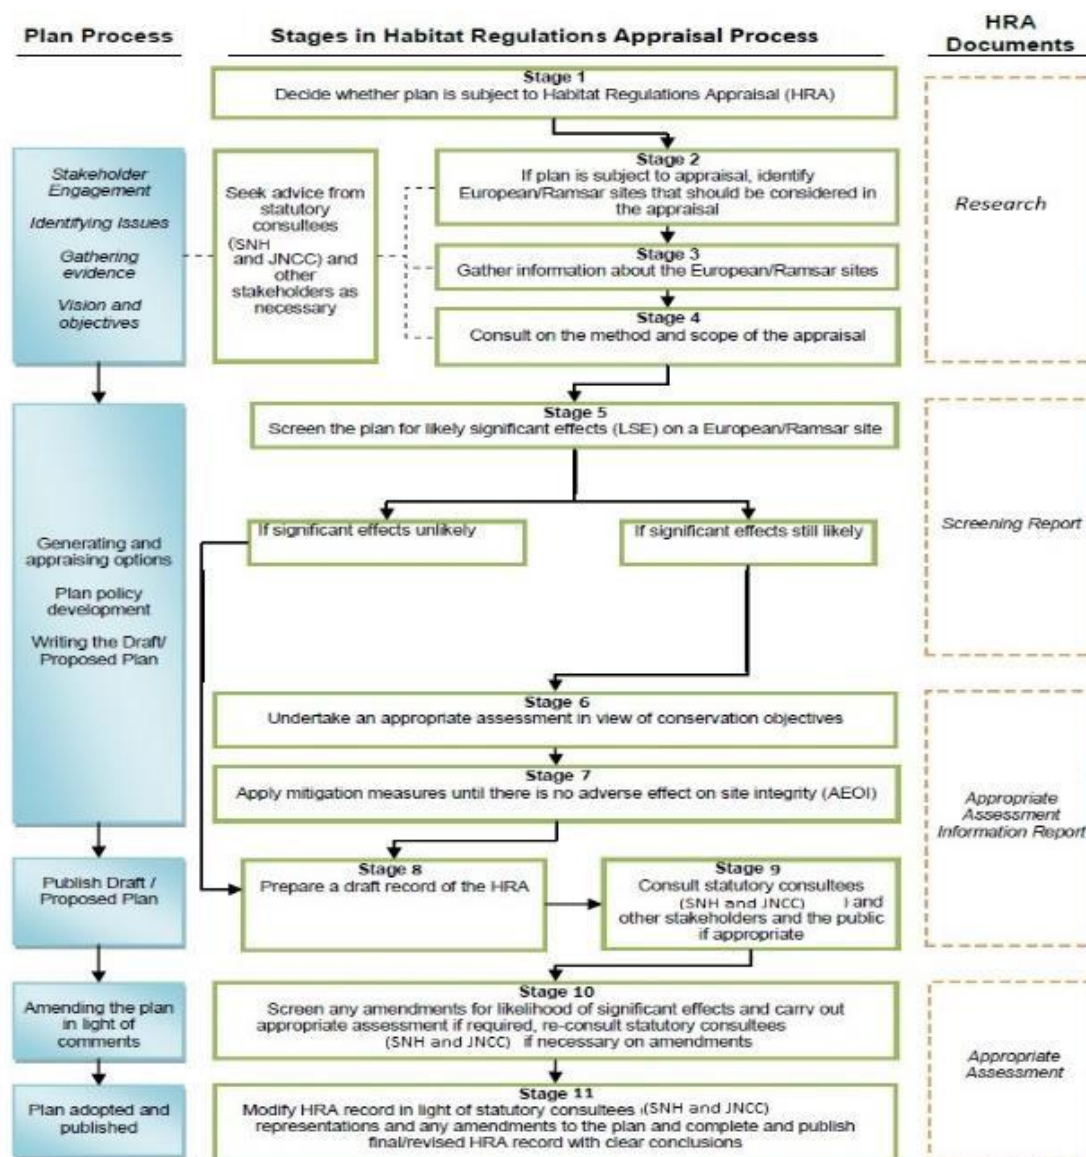 Plan Process
Stages in Habitat Regulations Appraisal Process
HRA
Documents
Stage 1
Decide whether plan is subject to Habitat Regulations Appraisal (HRA)
Stakeholder
Engagement
Identifying Issues
Gathering
evidence
Vision and
objectives
Seek advice from
statutory
consultees
(SNH
and JNCC) and
other
stakeholders as
necessary
Stage 2
If plan is subject to appraisal, identify
European/Ramsar sites that should be considered in
the appraisal
Stage 3
Gather information about the European/Ramsar sites
Stage 4
Consult on the method and scope of the appraisal
Research
Stage 5
Screen the plan for likely significant effects (LSE) on a European/Ramsar site
If significant effects unlikely
If significant effects still likely
Generating and
appraising options
Plan policy
development
Writing the Draft/
Proposed Plan
Screening Report
Stage 6
Undertake an appropriate assessment in view of conservation objectives
Stage 7
Apply mitigation measures until there is no adverse effect on site integrity (AEOI)
Appropriate
Assessment
Information Report
Publish Draft /
Proposed Plan
Stage 8
Prepare a draft record of the HRA
Stage 9
Consult statutory consultees
(SNH and JNCC) ) and
other stakeholders and the public
if appropriate
Amending the plan
in light of
comments
Stage 10
Screen any amendments for likelihood of significant effects and carry out
appropriate assessment if required, re-consult statutory consultees
(SNH and JNCC) if necessary on amendments
Appropriate
Assessment
Plan adopted and
published
Stage 11
Modify HRA record in light of statutory consultees (SNH and JNCC)
representations and any amendments to the plan and complete and publish
final/revised HRA record with clear conclusions